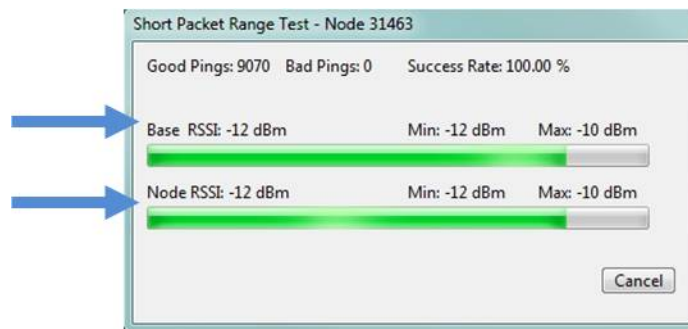 Short Packet Range Test - Node 31463
Good Pings: 9070 Bad Pings: 0 Success Rate: 100.00 %
Base RSSI: -12 dBm Min: -12 dBm Max: -10 dBm
Node RSSI: -12 dBm Min: -12 dBm Max: -10 dBm
Cancel